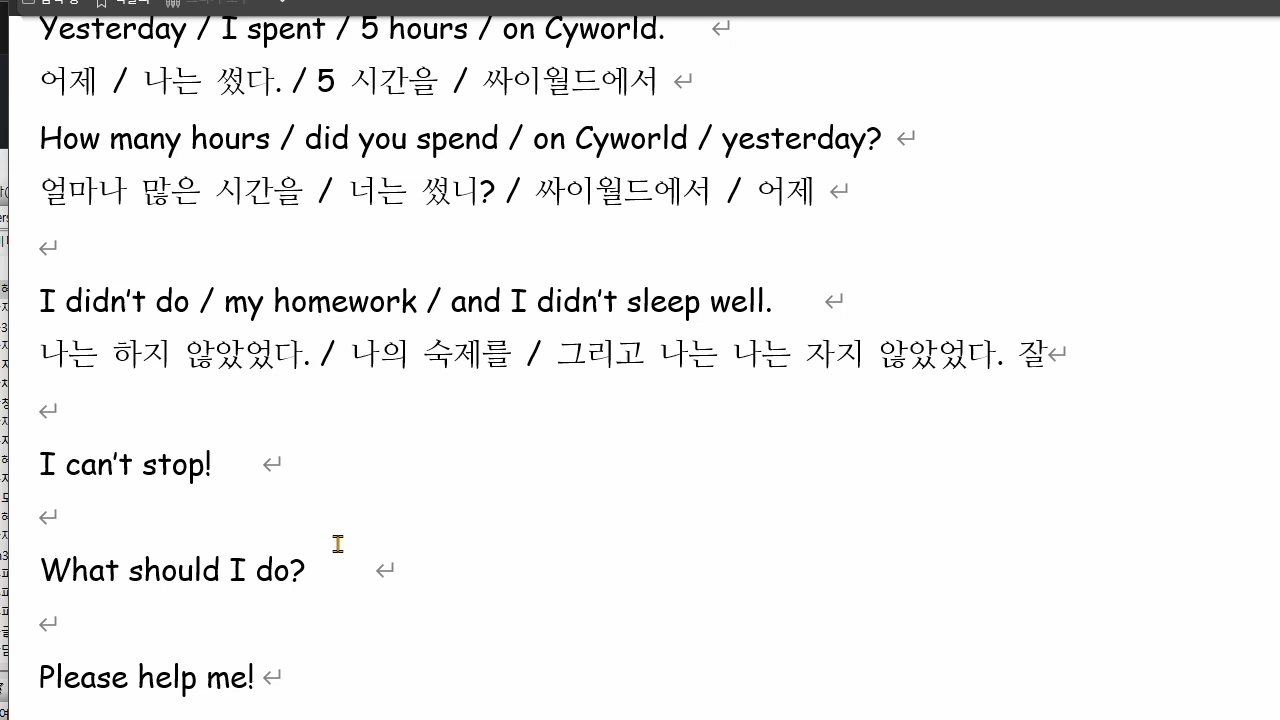 Yesterday / I spent / 5 hours / on Cyworld.
어제 / 나는 썼다. / 5 시간을 / 싸이월드에서
How many hours / did you spend / on Cyworld / yesterday?
얼마나 많은 시간을 / 너는 썼니? / 싸이월드에서 / 어제
I didn't do / my homework / and I didn't sleep well.
나는 하지 않았었다. / 나의 숙제를 / 그리고 나는 나는 자지 않았었다. 잘
I can't stop!
What should I do?
Please help me!